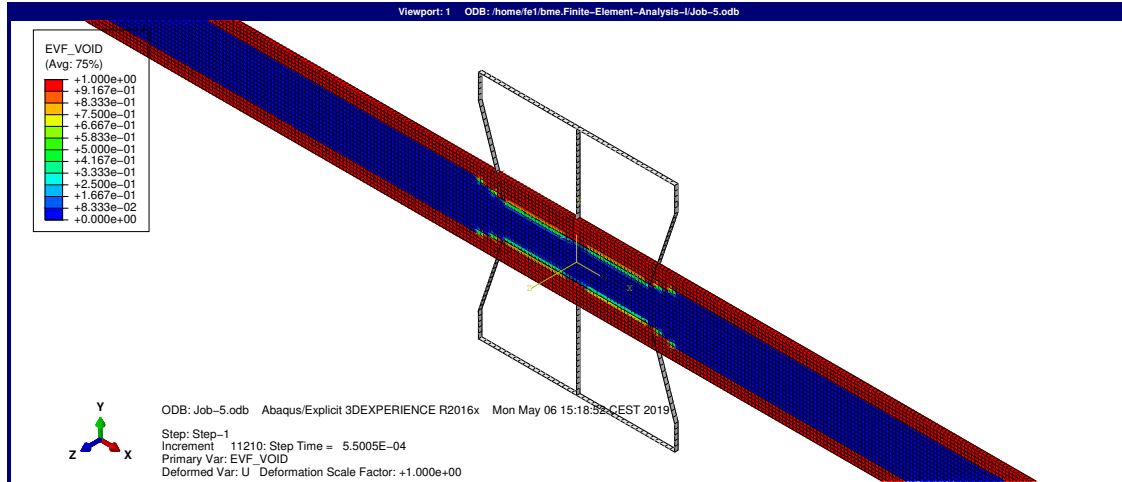 Viewport: 1 ODB: /home/fe1/bme.Finite−Element−Analysis−I/Job−5.odb
EVF_VOID
(Avg: 75%)
+1.000e+00
+9.167e−01
+8.333e−01
+7.500e−01
+6.667e−01
+5.833e−01
+5.000e−01
+4.167e−01
+3.333e−01
+2.500e−01
+1.667e−01
+8.333e−02
+0.000e+00
Y
Z
X
Y
Z
X
ODB: Job−5.odb Abaqus/Explicit 3DEXPERIENCE R2016x Mon May 06 15:18:52 CEST 2019
Step: Step−1
Increment 11210: Step Time = 5.5005E−04
Primary Var: EVF_VOID
Deformed Var: U Deformation Scale Factor: +1.000e+00